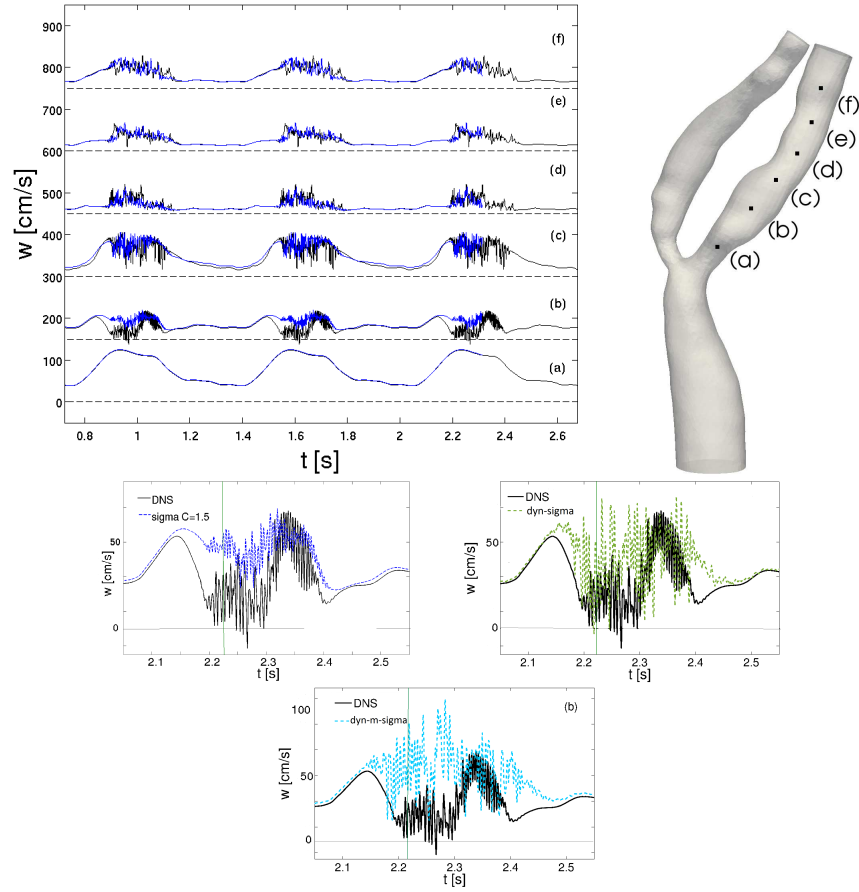 900
800
700
600
500
400
300
200
100
0
w [cm/s]
(f)
(e)
(d)
(c)
(b)
(a)
0.8
1
1.2
1.4
1.6
1.8
2
2.2
2.4
2.6
t [s]
(f)
(e)
(d)
(c)
(b)
(a)
DNS
sigma C=1.5
50
0
w [cm/s]
2.1
2.2
2.3
2.4
2.5
t [s]
DNS
dyn-sigma
50
0
w [cm/s]
2.1
2.2
2.3
2.4
2.5
t [s]
DNS
dyn-m-sigma
(b)
100
50
0
w [cm/s]
2.1
2.2
2.3
2.4
2.5
t [s]